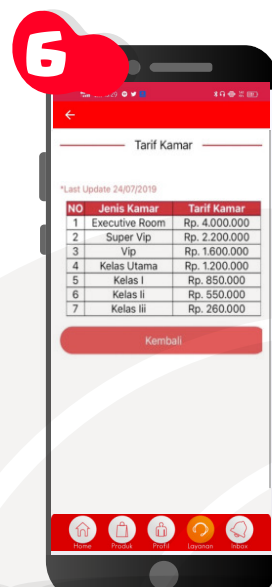 6
Tarif Kamar
*Last Update 24/07/2019
NO Jenis Kamar Tarif Kamar
1 Executive Room Rp. 4.000.000
2 Super Vip Rp. 2.200.000
3 Vip Rp. 1.600.000
4 Kelas Utama Rp. 1.200.000
5 Kelas I Rp. 850.000
6 Kelas Ii Rp. 550.000
7 Kelas Iii Rp. 260.000
Kembali
Home Produk Profil Layanan Inbox